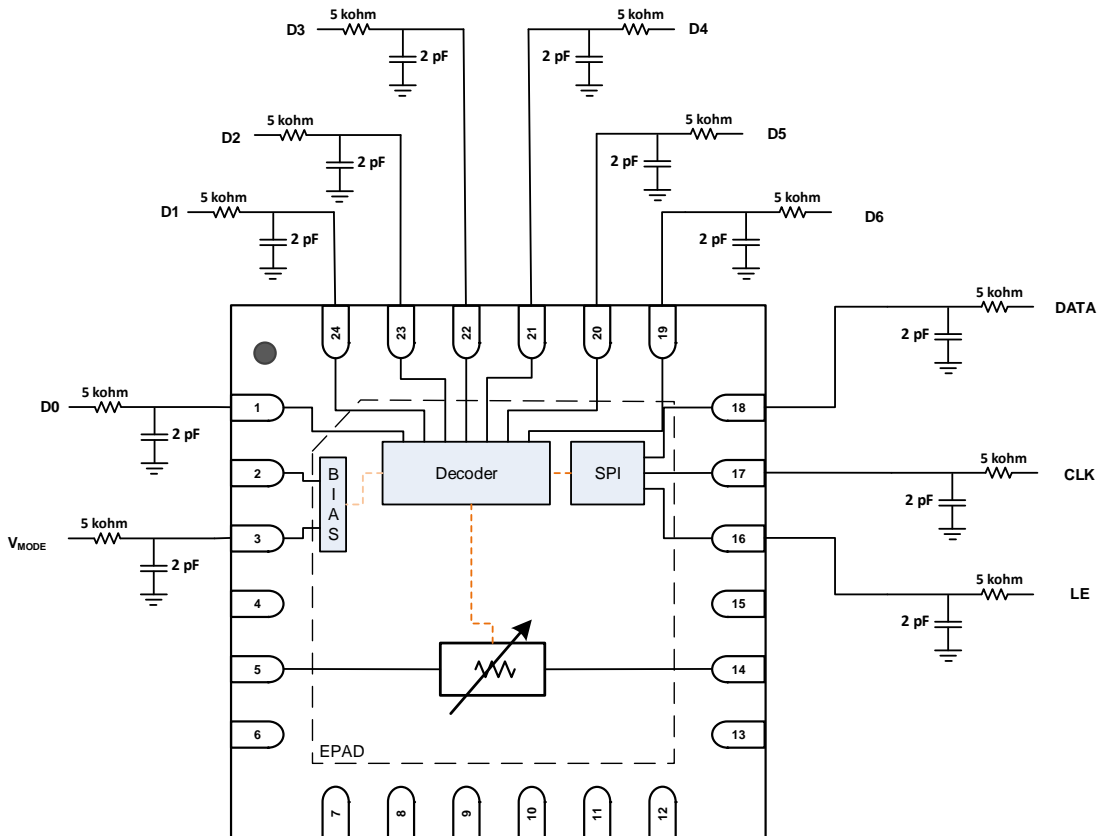 5 kohm
D3
2 pF
5 kohm
D4
2 pF
5 kohm
D2
2 pF
5 kohm
D5
2 pF
5 kohm
D1
2 pF
5 kohm
D6
2 pF
24
23
22
21
20
19
5 kohm
DATA
2 pF
5 kohm
D0
2 pF
1
18
2
BIAS
Decoder
SPI
17
5 kohm
CLK
2 pF
5 kohm
VMODE
2 pF
3
16
4
15
5 kohm
LE
2 pF
5
14
6
13
EPAD
7
8
9
10
11
12